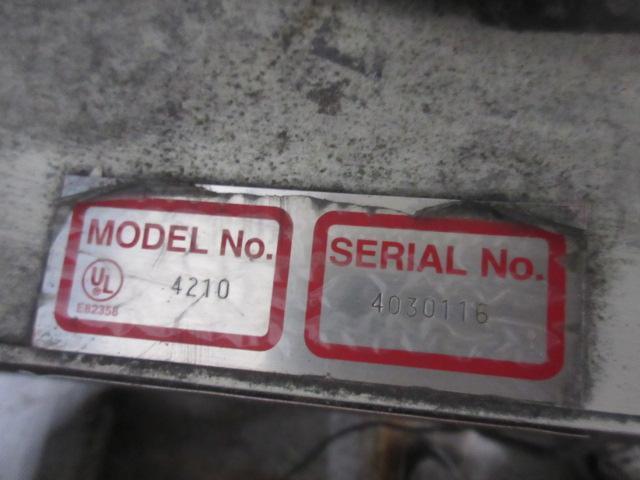 MODEL No.
UL
4210
E82358
SERIAL No.
4030116